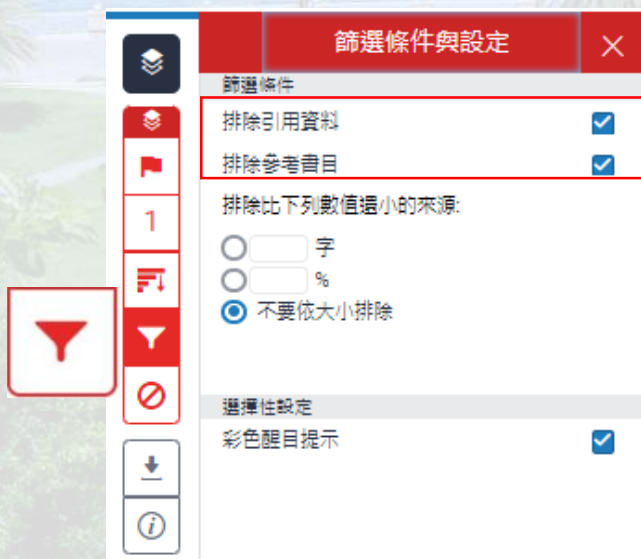 篩選條件與設定
篩選條件
排除引用資料
排除參考書目
1
排除比下列數值還小的來源:
字
%
不要依大小排除
選擇性設定
彩色醒目提示